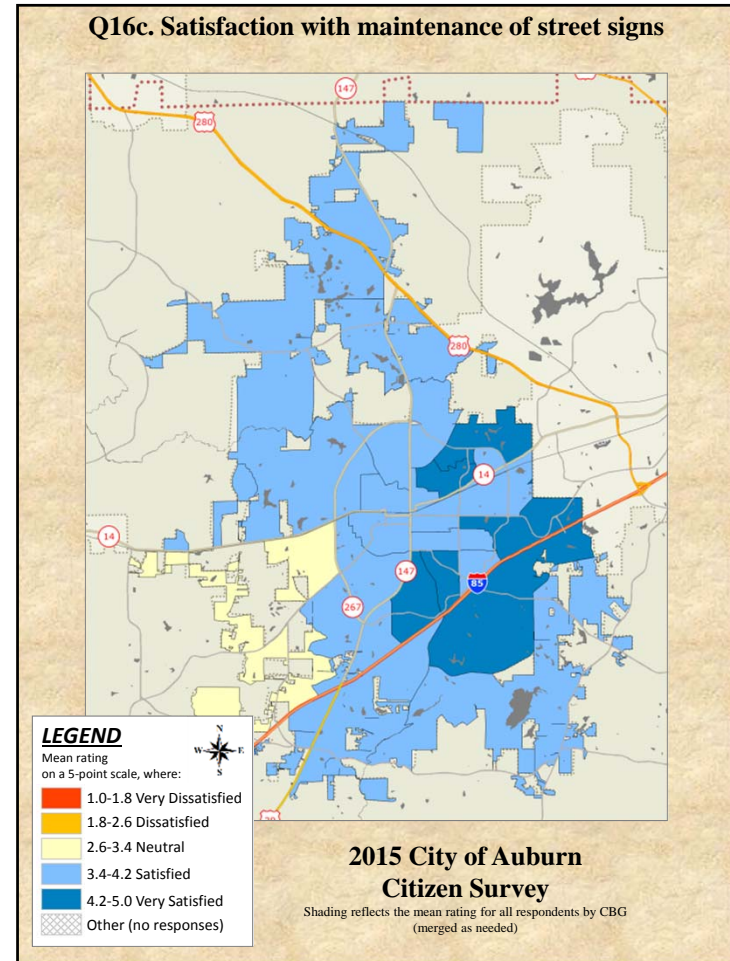 Q16c. Satisfaction with maintenance of street signs
147
280
280
14
14
147
85
267
LEGEND
N
W E
S
Mean rating
on a 5-point scale, where:
1.0-1.8 Very Dissatisfied
1.8-2.6 Dissatisfied
2.6-3.4 Neutral
3.4-4.2 Satisfied
4.2-5.0 Very Satisfied
Other (no responses)
2015 City of Auburn
Citizen Survey
Shading reflects the mean rating for all respondents by CBG
(merged as needed)